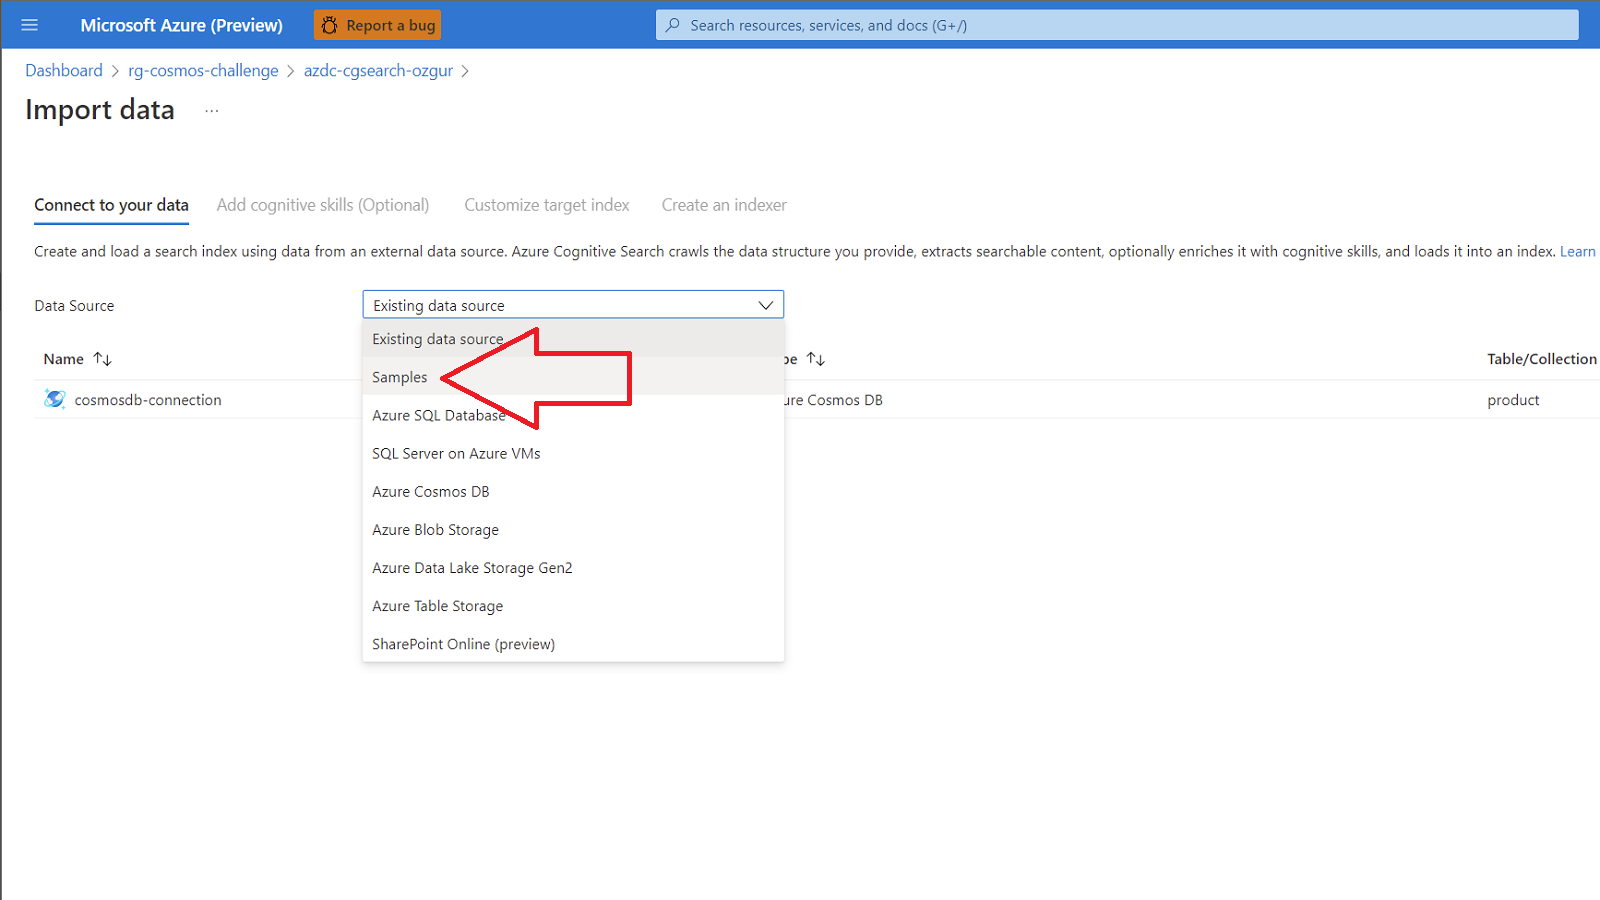 Microsoft Azure (Preview) Report a bug Search resources, services, and docs (G+/)
Dashboard > rg-cosmos-challenge > azdc-cgsearch-ozgur >
Import data ...
Connect to your data Add cognitive skills (Optional) Customize target index Create an indexer
Create and load a search index using data from an external data source. Azure Cognitive Search crawls the data structure you provide, extracts searchable content, optionally enriches it with cognitive skills, and loads it into an index. Learn
Data Source Existing data source
Existing data source
Name ↑↓ pe ↑↓ Table/Collection
Samples
cosmosdb-connection ure Cosmos DB product
Azure SQL Database
SQL Server on Azure VMs
Azure Cosmos DB
Azure Blob Storage
Azure Data Lake Storage Gen2
Azure Table Storage
SharePoint Online (preview)